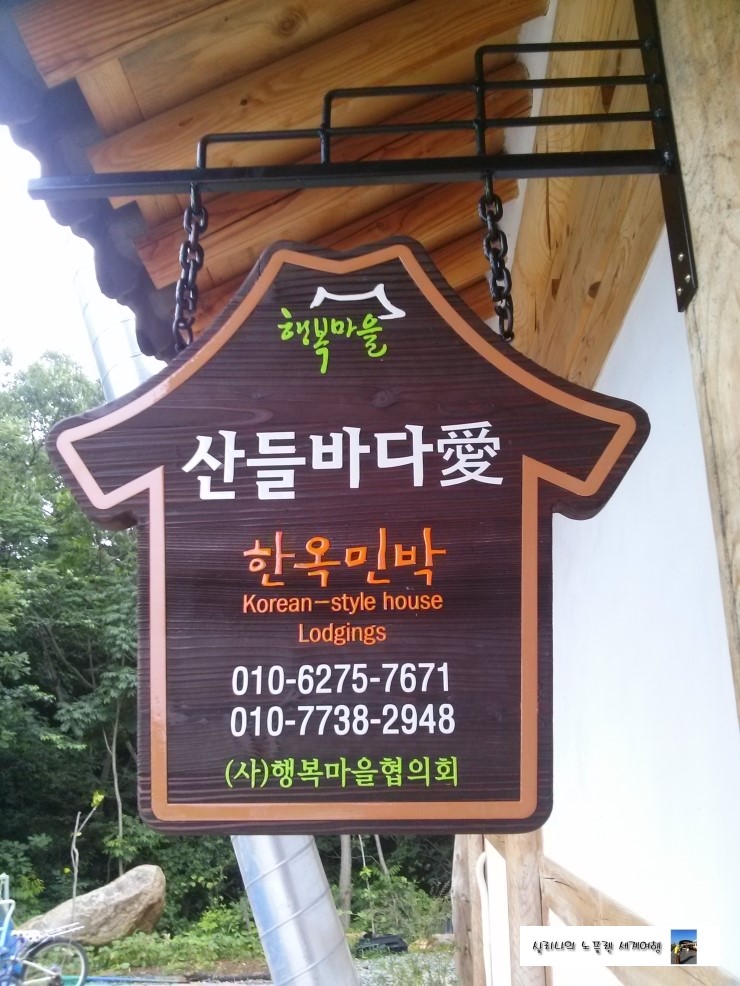 행복마을
산들바다愛
한옥민박
Korean-style house
Lodgings
010-6275-7671
010-7738-2948
(사)행복마을협의회
실리니의 노플랜 세계여행